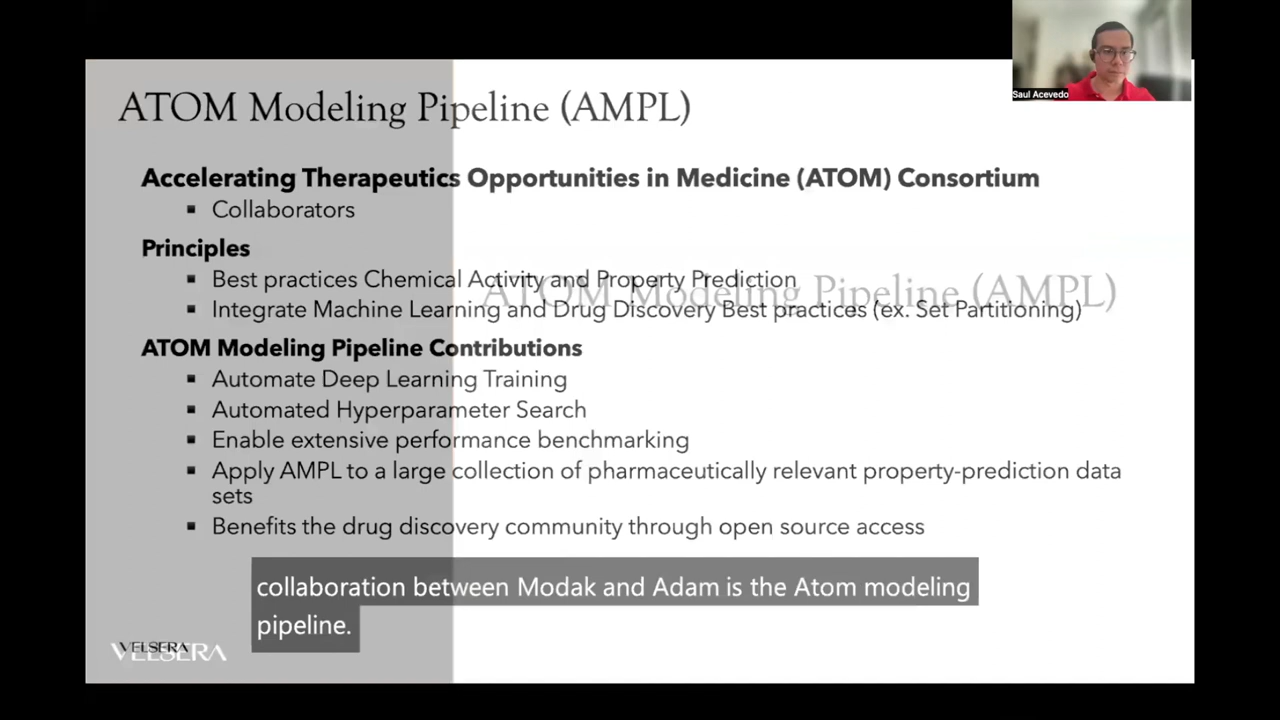 Saul Acevedo
ATOM Modeling Pipeline (AMPL)
Accelerating Therapeutics Opportunities in Medicine (ATOM) Consortium
▪ Collaborators
Principles
▪ Best practices Chemical Activity and Property Prediction
ATOM Modeling Pipeline (AMPL)
▪ Integrate Machine Learning and Drug Discovery Best practices (ex. Set Partitioning)
ATOM Modeling Pipeline Contributions
▪ Automate Deep Learning Training
▪ Automated Hyperparameter Search
▪ Enable extensive performance benchmarking
▪ Apply AMPL to a large collection of pharmaceutically relevant property-prediction data
sets
▪ Benefits the drug discovery community through open source access
collaboration between Modak and Adam is the Atom modeling
pipeline.
VELSERA
VELSERA